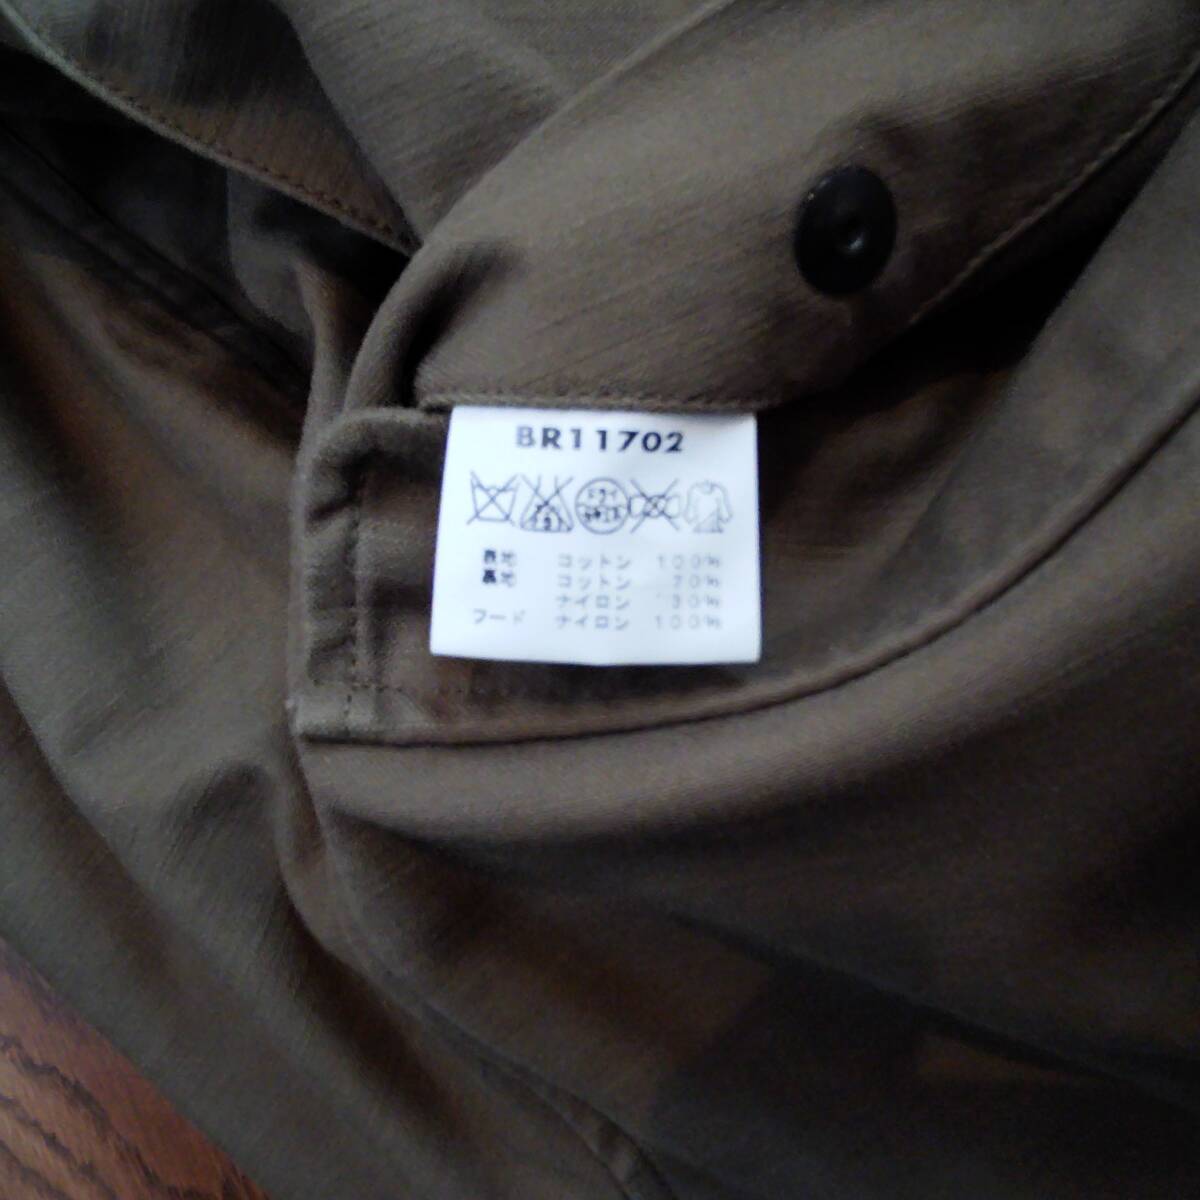 BR11702
表地 コットン 100%
裏地 コットン 70%
ナイロン 30%
フード ナイロン 100%